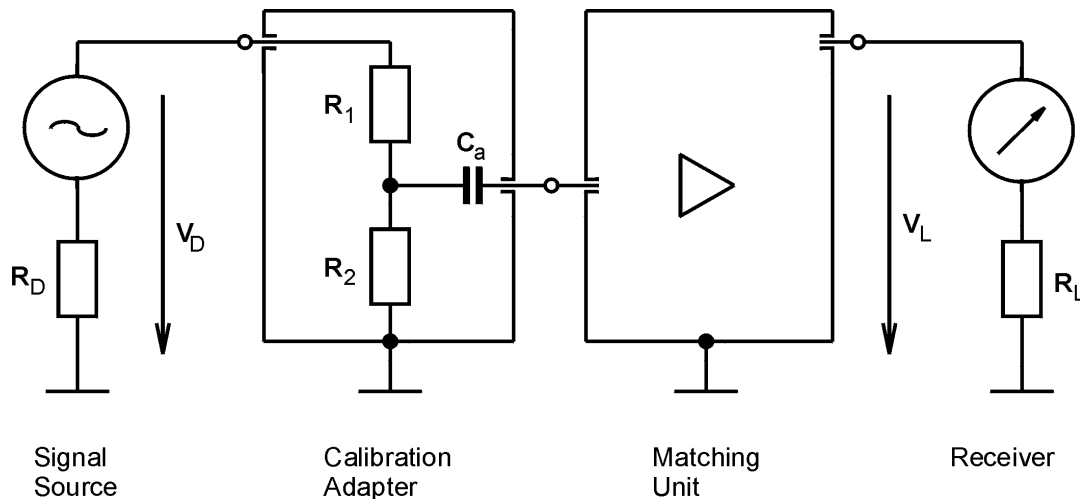 R1
Ca
VD
RD
R2
VL
RL
Signal
Source
Calibration
Adapter
Matching
Unit
Receiver